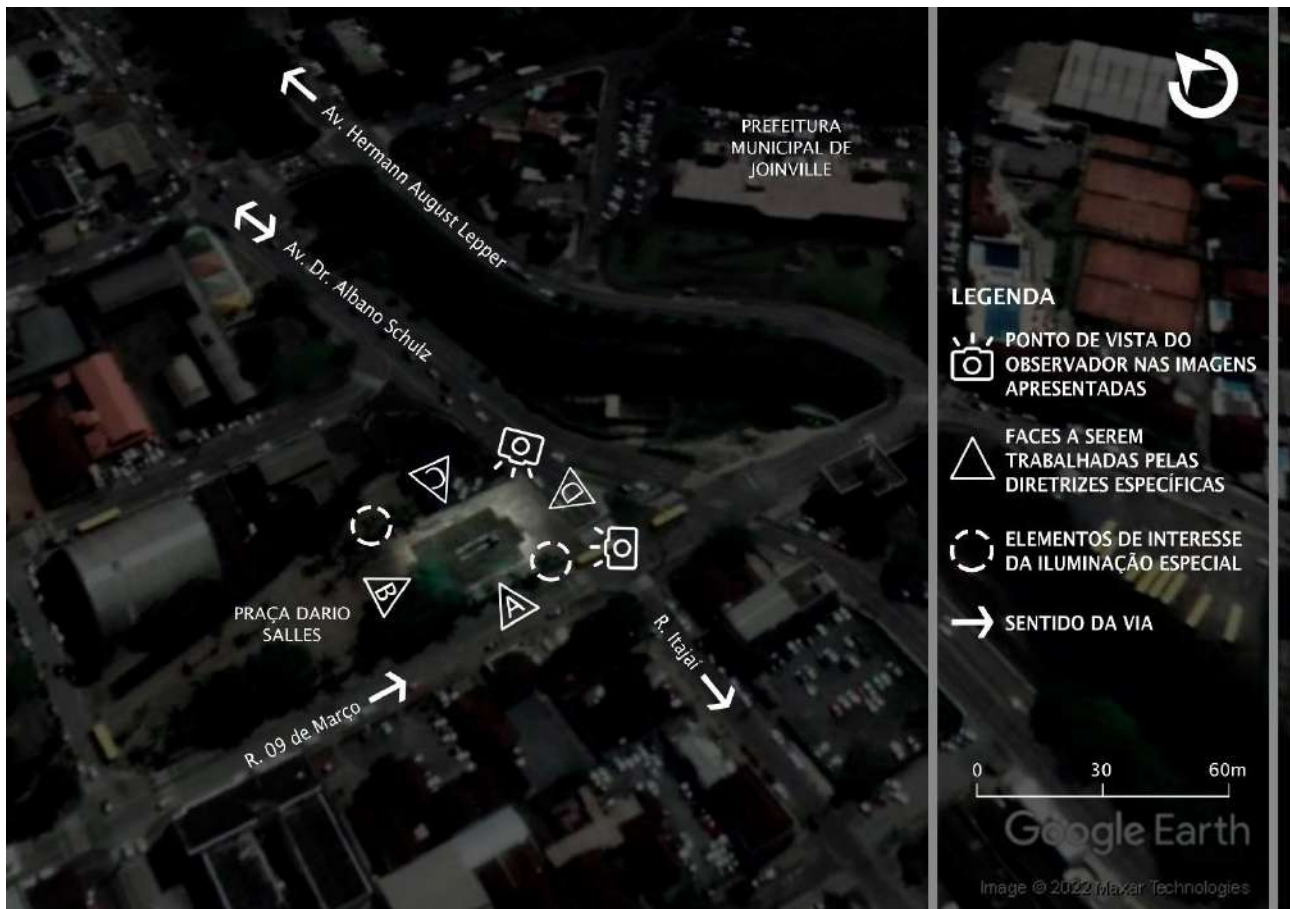 Av. Hermann August Lepper
PREFEITURA
MUNICIPAL DE
JOINVILLE
Av. Dr. Albano Schulz
C
D
B
A
PRAÇA DARIO
SALLES
R. 09 de Março
R. Itajaí
LEGENDA
PONTO DE VISTA DO
OBSERVADOR NAS IMAGENS
APRESENTADAS
FACES A SEREM
TRABALHADAS PELAS
DIRETRIZES ESPECÍFICAS
ELEMENTOS DE INTERESSE
DA ILUMINAÇÃO ESPECIAL
SENTIDO DA VIA
0 30 60m
Google Earth
Image © 2022 Maxar Technologies